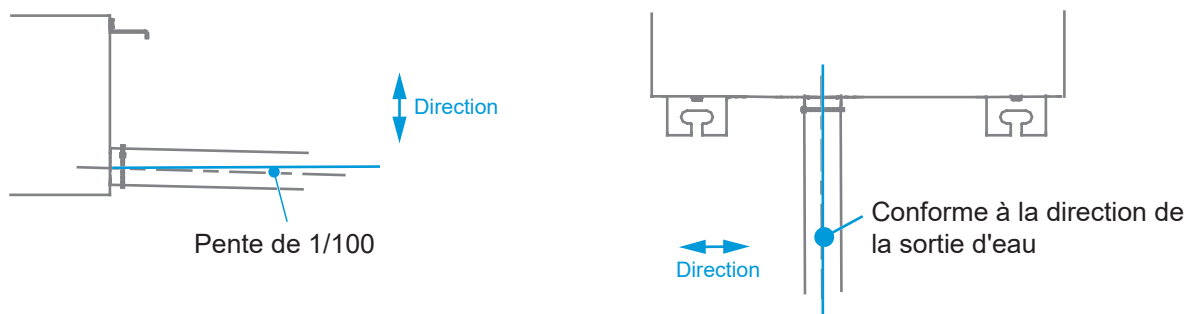 Direction
Pente de 1/100
Conforme à la direction de
la sortie d'eau
Direction